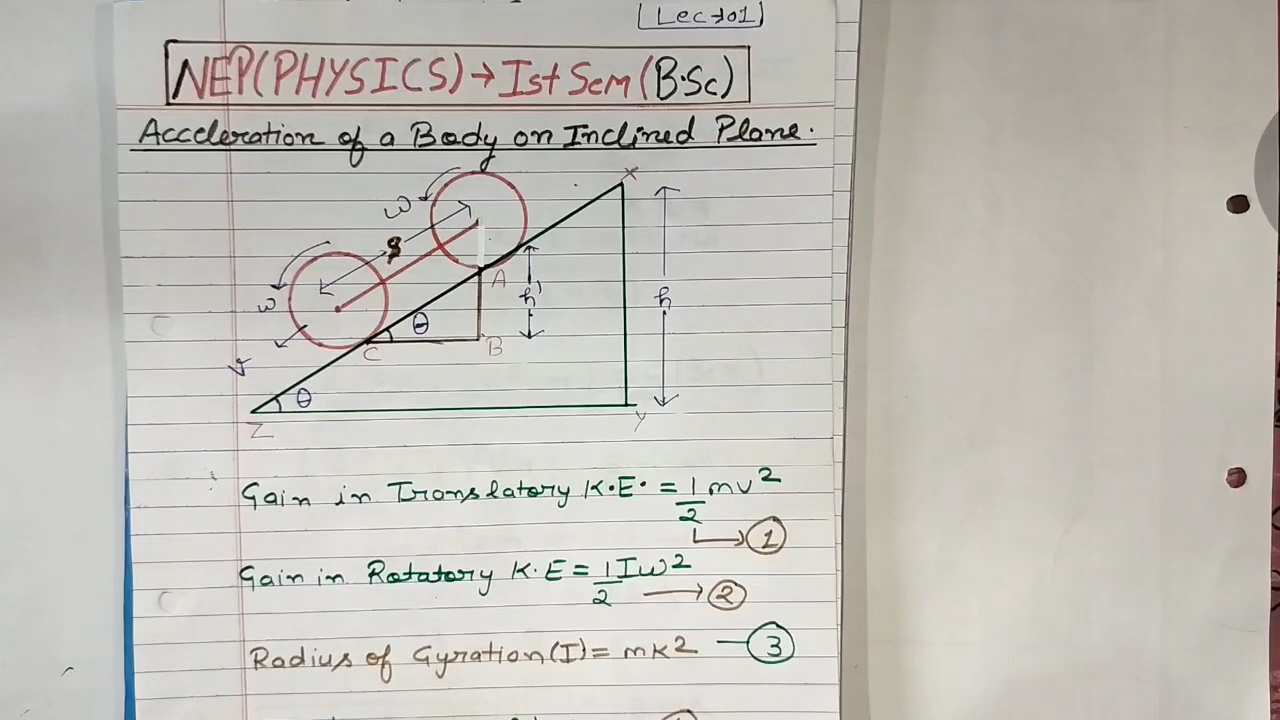 Lec→01
NEP(PHYSICS)→Ist Sem(B.Sc)
Accleration of a Body on Inclined Plane.
X
ω
S
A
h'
h
ω
θ
B
C
v
θ
Z
Y
Gain in Translatory K.E. = 1/2 mv²
→①
Gain in Rotatory K.E = 1/2 Iω² →②
Radius of Gyration(I) = mK² —③